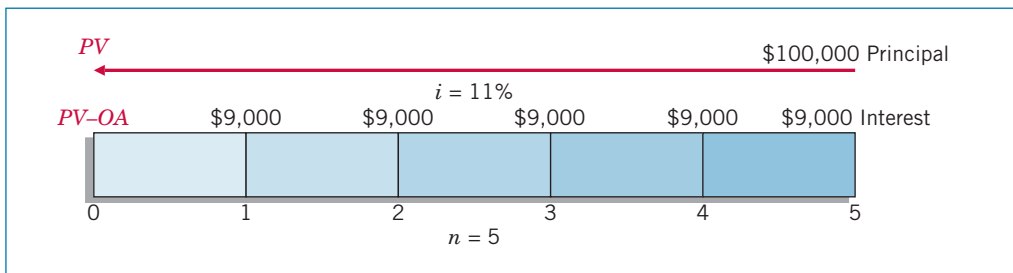 PV
$100,000 Principal
i = 11%
PV–OA $9,000 $9,000 $9,000 $9,000 $9,000 Interest
0 1 2 3 4 5
n = 5